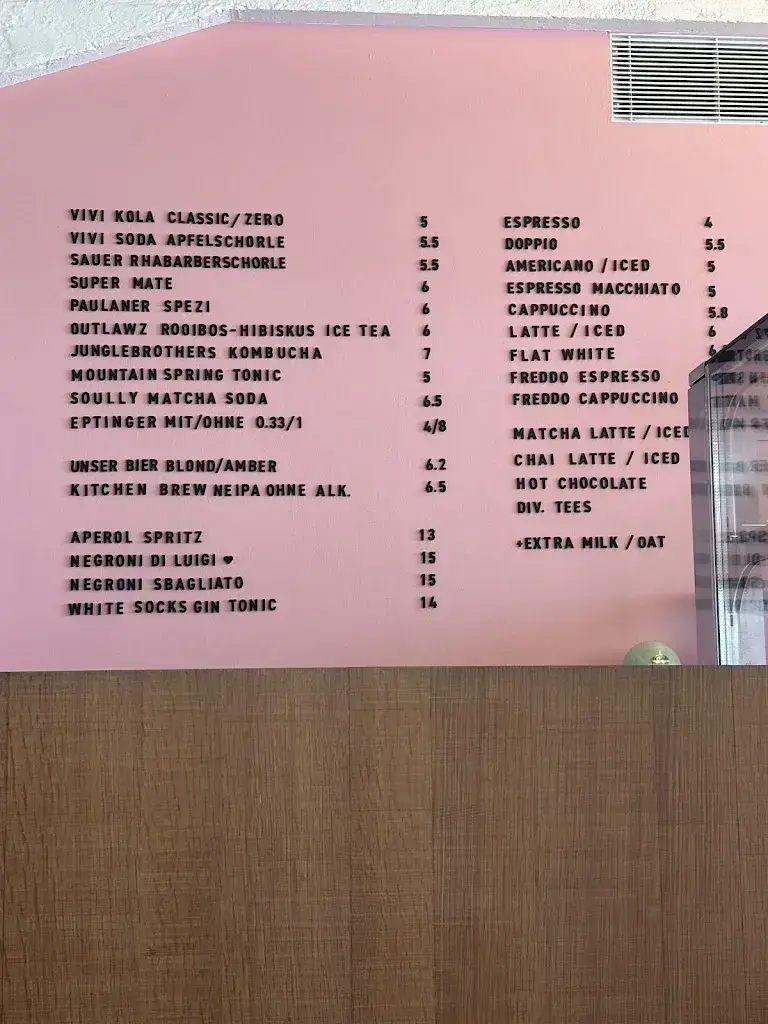 VIVI KOLA CLASSIC/ZERO 5
VIVI SODA APFELSCHORLE 5.5
SAUER RHABARBERSCHORLE 5.5
SUPER MATE 6
PAULANER SPEZI 6
OUTLAWZ ROOIBOS-HIBISKUS ICE TEA 6
JUNGLEBROTHERS KOMBUCHA 7
MOUNTAIN SPRING TONIC 5
SOULLY MATCHA SODA 6.5
EPTINGER MIT/OHNE 0.33/1 4/8
UNSER BIER BLOND/AMBER 6.2
KITCHEN BREW NEIPA OHNE ALK. 6.5
APEROL SPRITZ 13
NEGRONI DI LUIGI ♥ 15
NEGRONI SBAGLIATO 15
WHITE SOCKS GIN TONIC 14
ESPRESSO 4
DOPPIO 5.5
AMERICANO / ICED 5
ESPRESSO MACCHIATO 5
CAPPUCCINO 5.8
LATTE / ICED 6
FLAT WHITE
FREDDO ESPRESSO
FREDDO CAPPUCCINO
MATCHA LATTE / ICED
CHAI LATTE / ICED
HOT CHOCOLATE
DIV. TEES
+EXTRA MILK / OAT